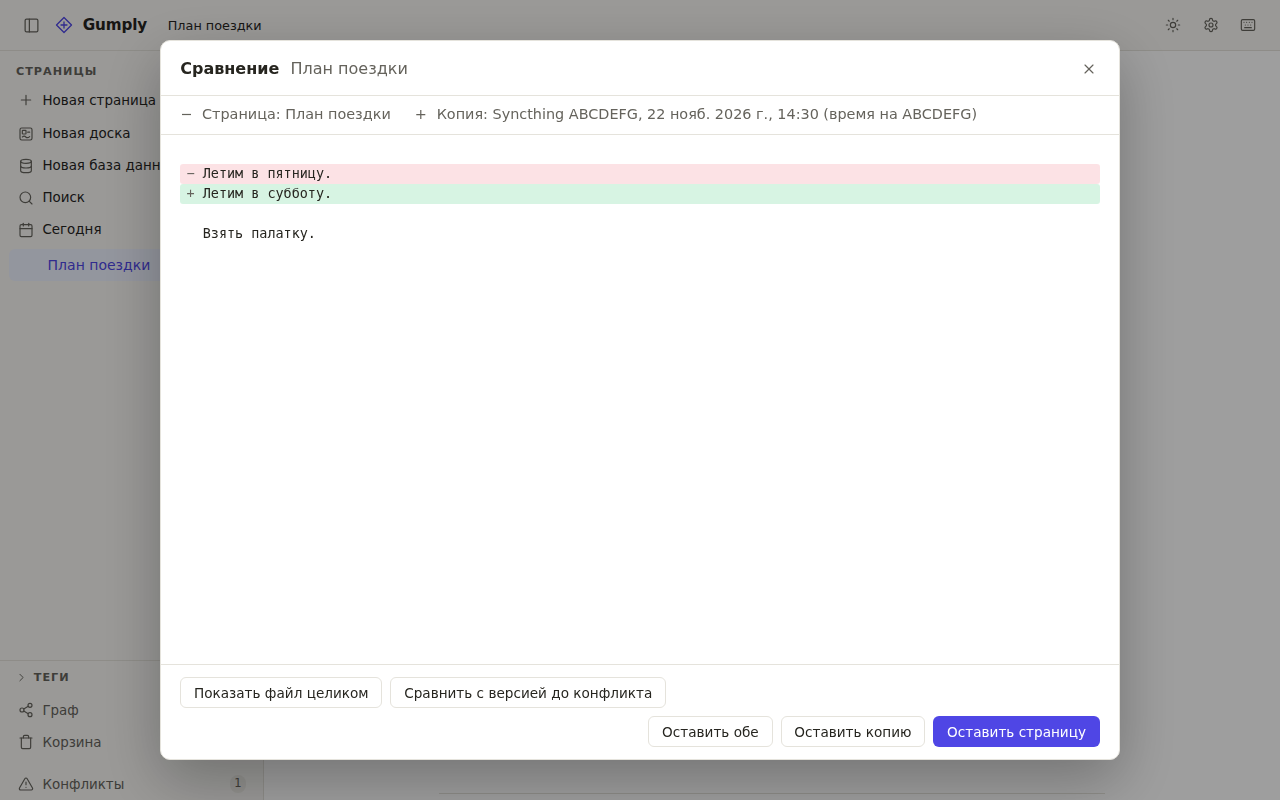 Gumply План поездки
СТРАНИЦЫ
Новая страница
Новая доска
Новая база данн
Поиск
Сегодня
План поездки
ТЕГИ
Граф
Корзина
Конфликты 1
Сравнение План поездки
− Страница: План поездки + Копия: Syncthing ABCDEFG, 22 нояб. 2026 г., 14:30 (время на ABCDEFG)
− Летим в пятницу.
+ Летим в субботу.
Взять палатку.
Показать файл целиком Сравнить с версией до конфликта
Оставить обе Оставить копию Оставить страницу